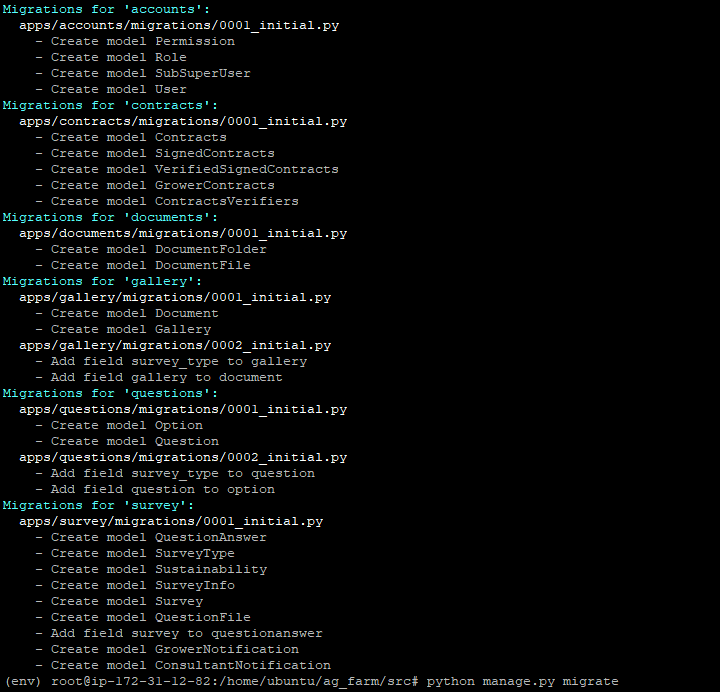 Migrations for 'accounts':
apps/accounts/migrations/0001_initial.py
- Create model Permission
- Create model Role
- Create model SubSuperUser
- Create model User
Migrations for 'contracts':
apps/contracts/migrations/0001_initial.py
- Create model Contracts
- Create model SignedContracts
- Create model VerifiedSignedContracts
- Create model GrowerContracts
- Create model ContractsVerifiers
Migrations for 'documents':
apps/documents/migrations/0001_initial.py
- Create model DocumentFolder
- Create model DocumentFile
Migrations for 'gallery':
apps/gallery/migrations/0001_initial.py
- Create model Document
- Create model Gallery
apps/gallery/migrations/0002_initial.py
- Add field survey_type to gallery
- Add field gallery to document
Migrations for 'questions':
apps/questions/migrations/0001_initial.py
- Create model Option
- Create model Question
apps/questions/migrations/0002_initial.py
- Add field survey_type to question
- Add field question to option
Migrations for 'survey':
apps/survey/migrations/0001_initial.py
- Create model QuestionAnswer
- Create model SurveyType
- Create model Sustainability
- Create model SurveyInfo
- Create model Survey
- Create model QuestionFile
- Add field survey to questionanswer
- Create model GrowerNotification
- Create model ConsultantNotification
(env) root@ip-172-31-12-82:/home/ubuntu/ag_farm/src# python manage.py migrate